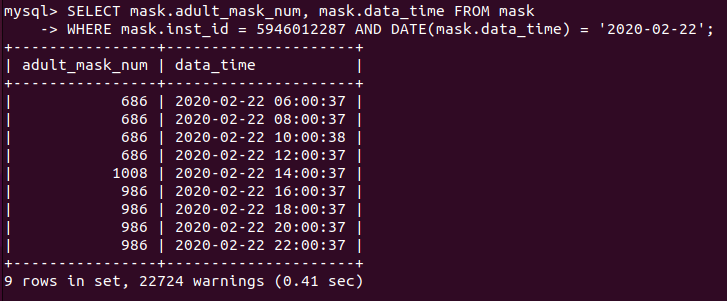 mysql> SELECT mask.adult_mask_num, mask.data_time FROM mask
    -> WHERE mask.inst_id = 5946012287 AND DATE(mask.data_time) = '2020-02-22';
+----------------+---------------------+
| adult_mask_num | data_time           |
+----------------+---------------------+
|            686 | 2020-02-22 06:00:37 |
|            686 | 2020-02-22 08:00:37 |
|            686 | 2020-02-22 10:00:38 |
|            686 | 2020-02-22 12:00:37 |
|           1008 | 2020-02-22 14:00:37 |
|            986 | 2020-02-22 16:00:37 |
|            986 | 2020-02-22 18:00:37 |
|            986 | 2020-02-22 20:00:37 |
|            986 | 2020-02-22 22:00:37 |
+----------------+---------------------+
9 rows in set, 22724 warnings (0.41 sec)